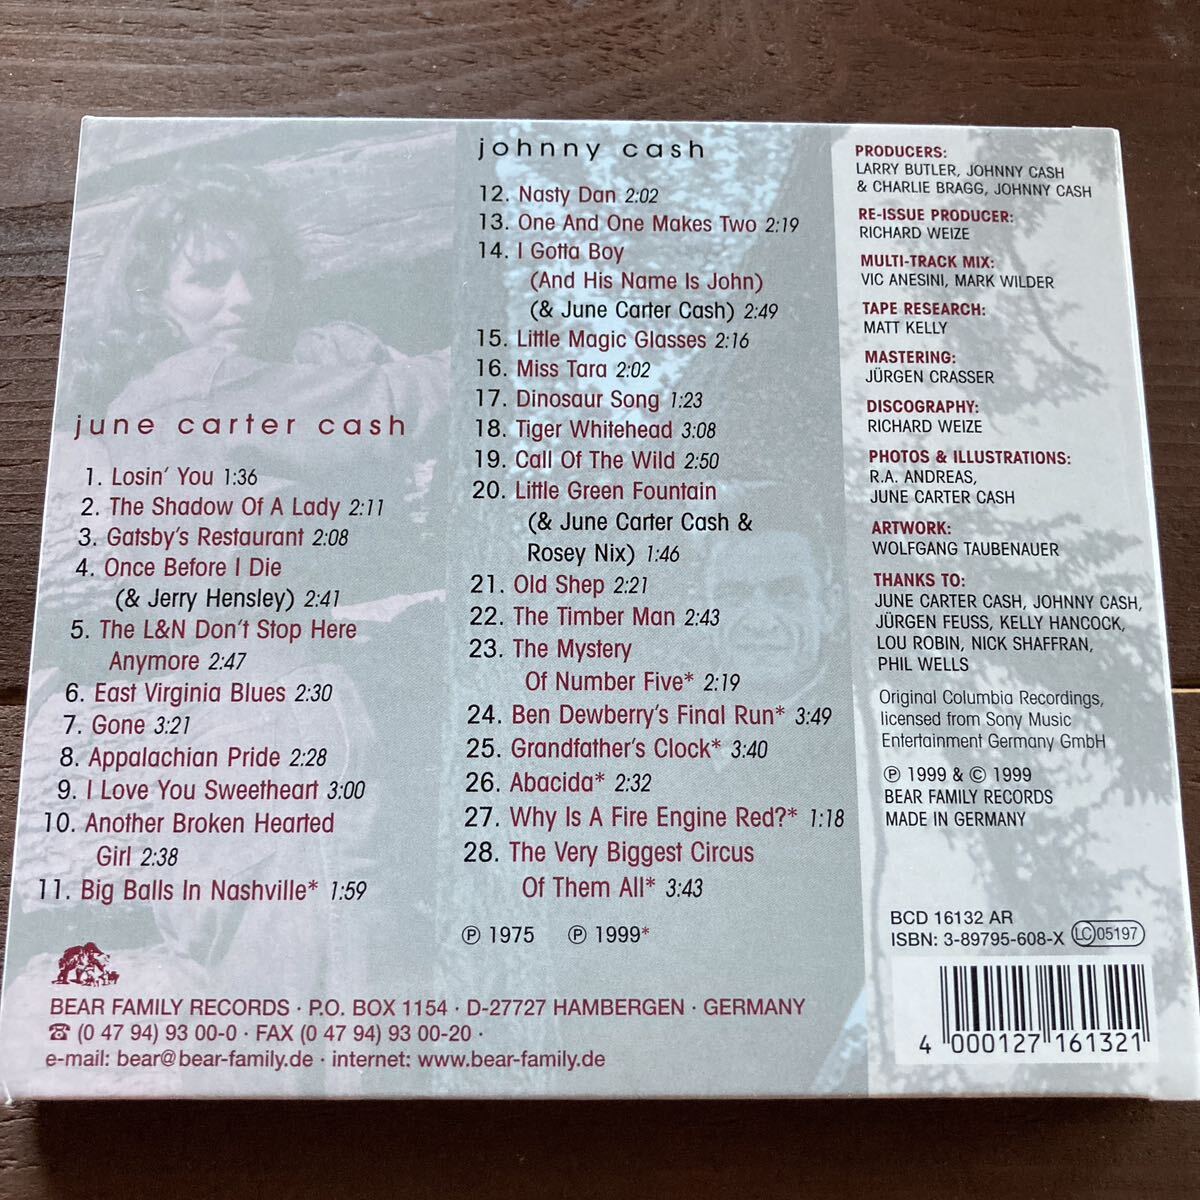 june carter cash
1. Losin' You 1:36
2. The Shadow Of A Lady 2:11
3. Gatsby's Restaurant 2:08
4. Once Before I Die
(& Jerry Hensley) 2:41
5. The L&N Don't Stop Here
Anymore 2:47
6. East Virginia Blues 2:30
7. Gone 3:21
8. Appalachian Pride 2:28
9. I Love You Sweetheart 3:00
10. Another Broken Hearted
Girl 2:38
11. Big Balls In Nashville* 1:59
johnny cash
12. Nasty Dan 2:02
13. One And One Makes Two 2:19
14. I Gotta Boy
(And His Name Is John)
(& June Carter Cash) 2:49
15. Little Magic Glasses 2:16
16. Miss Tara 2:02
17. Dinosaur Song 1:23
18. Tiger Whitehead 3:08
19. Call Of The Wild 2:50
20. Little Green Fountain
(& June Carter Cash &
Rosey Nix) 1:46
21. Old Shep 2:21
22. The Timber Man 2:43
23. The Mystery
Of Number Five* 2:19
24. Ben Dewberry's Final Run* 3:49
25. Grandfather's Clock* 3:40
26. Abacida* 2:32
27. Why Is A Fire Engine Red?* 1:18
28. The Very Biggest Circus
Of Them All* 3:43
℗ 1975 ℗ 1999*
PRODUCERS:
LARRY BUTLER, JOHNNY CASH
& CHARLIE BRAGG, JOHNNY CASH
RE-ISSUE PRODUCER:
RICHARD WEIZE
MULTI-TRACK MIX:
VIC ANESINI, MARK WILDER
TAPE RESEARCH:
MATT KELLY
MASTERING:
JÜRGEN CRASSER
DISCOGRAPHY:
RICHARD WEIZE
PHOTOS & ILLUSTRATIONS:
R.A. ANDREAS,
JUNE CARTER CASH
ARTWORK:
WOLFGANG TAUBENAUER
THANKS TO:
JUNE CARTER CASH, JOHNNY CASH,
JÜRGEN FEUSS, KELLY HANCOCK,
LOU ROBIN, NICK SHAFFRAN,
PHIL WELLS
Original Columbia Recordings,
licensed from Sony Music
Entertainment Germany GmbH
℗ 1999 & © 1999
BEAR FAMILY RECORDS
MADE IN GERMANY
BCD 16132 AR
ISBN: 3-89795-608-X LC 05197
4 000127 161321
BEAR FAMILY RECORDS · P.O. BOX 1154 · D-27727 HAMBERGEN · GERMANY
☎ (0 47 94) 93 00-0 · FAX (0 47 94) 93 00-20 ·
e-mail: bear@bear-family.de · internet: www.bear-family.de